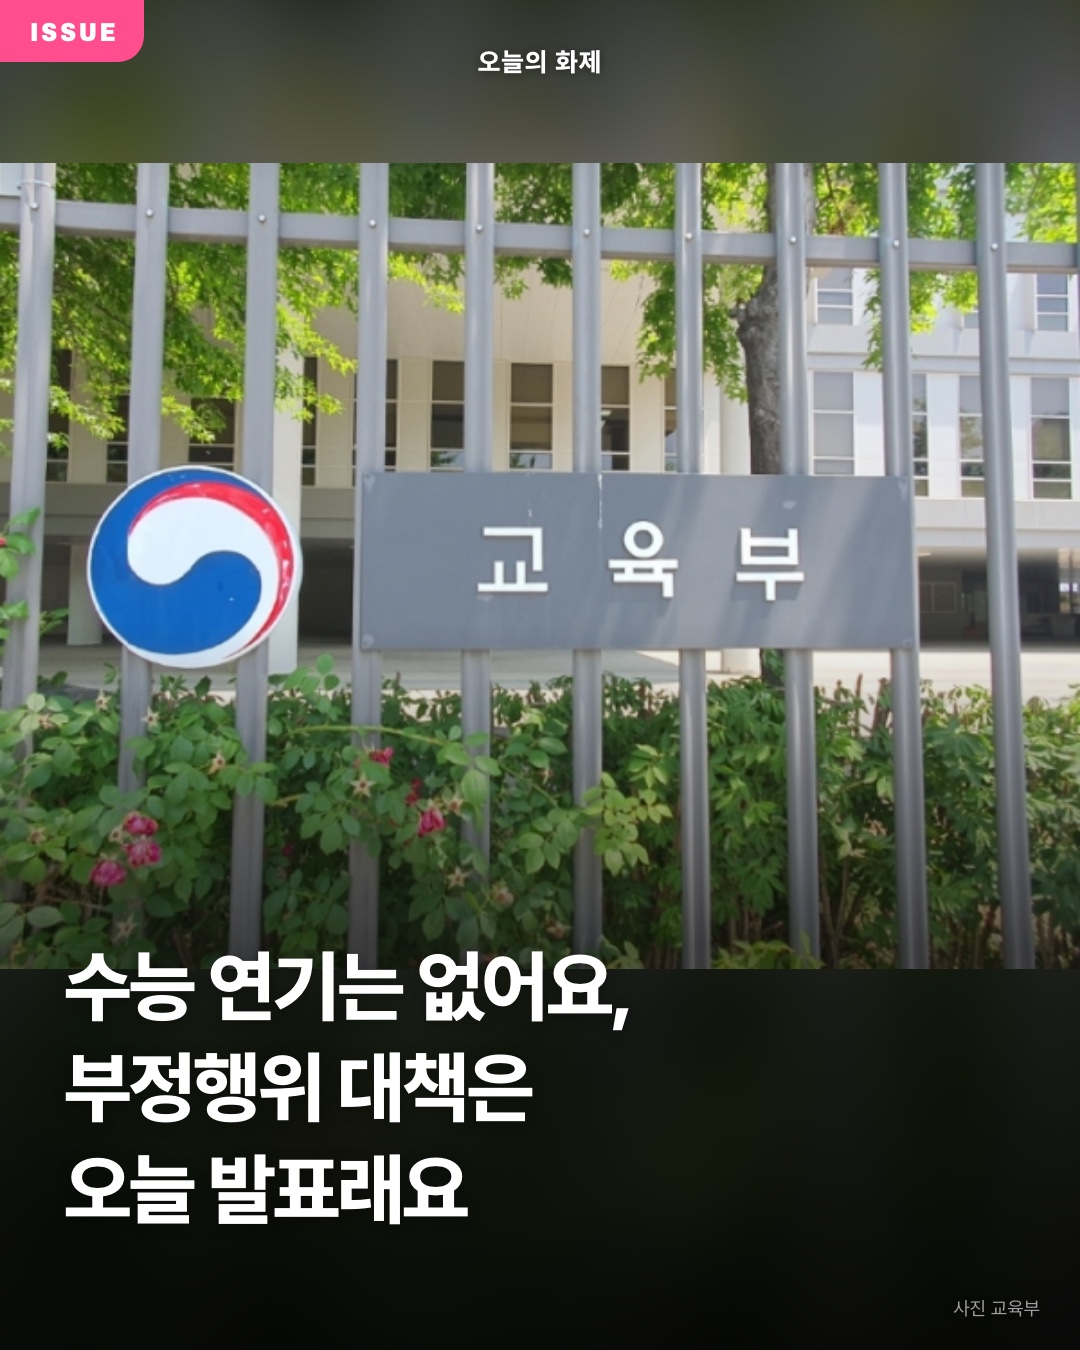 ISSUE
오늘의 화제
교육부
수능 연기는 없어요,
부정행위 대책은
오늘 발표래요
사진 교육부